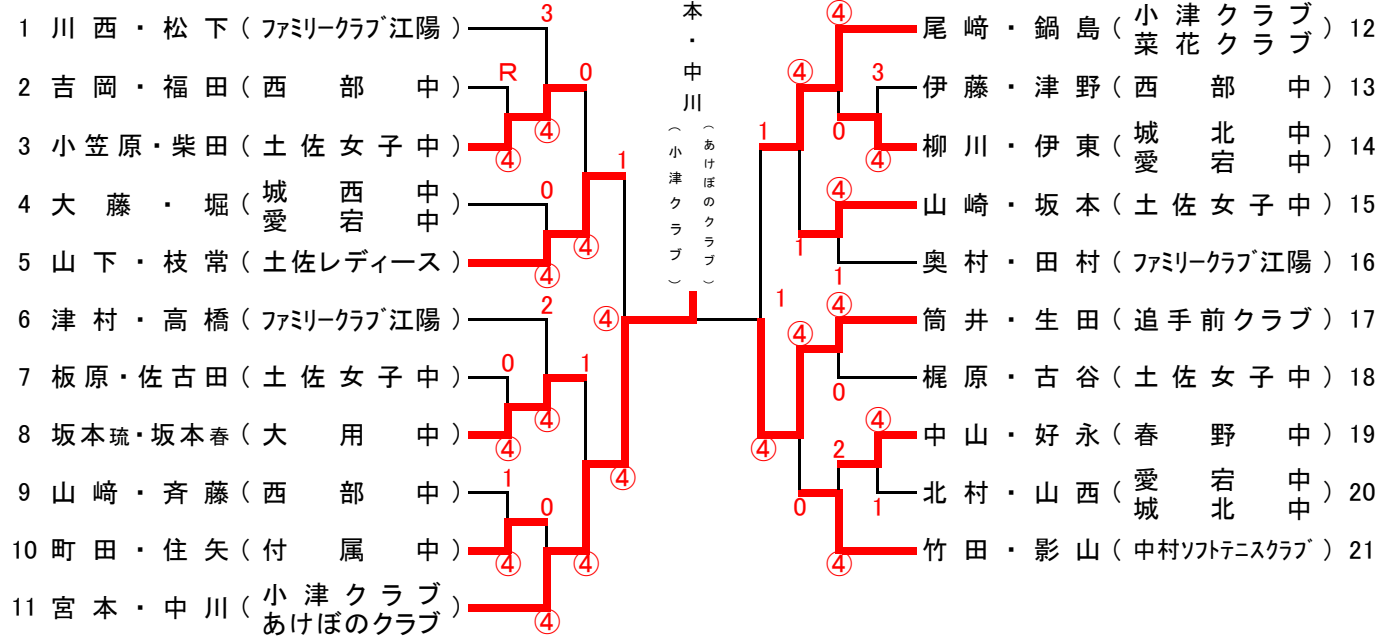 本・中川
（小津クラブ）
（あけぼのクラブ）
1 川西・松下（ファミリークラブ江陽）
3
2 吉岡・福田（西部中）
R
0
3 小笠原・柴田（土佐女子中）
④
④
4 大藤・堀（城西中 愛宕中）
0
1
5 山下・枝常（土佐レディース）
④
④
6 津村・高橋（ファミリークラブ江陽）
2
④
7 板原・佐古田（土佐女子中）
0
1
8 坂本琉・坂本春（大用中）
④
④
9 山﨑・斉藤（西部中）
1
0
④
10 町田・住矢（付属中）
④
④
11 宮本・中川（小津クラブ あけぼのクラブ）
④
④
尾﨑・鍋島（小津クラブ 菜花クラブ）12
④
3
伊藤・津野（西部中）13
1
0
④
柳川・伊東（城北中 愛宕中）14
④
山崎・坂本（土佐女子中）15
1
1
奥村・田村（ファミリークラブ江陽）16
1
④
筒井・生田（追手前クラブ）17
④
0
梶原・古谷（土佐女子中）18
④
④
中山・好永（春野中）19
2
0
1
北村・山西（愛宕中 城北中）20
④
竹田・影山（中村ソフトテニスクラブ）21